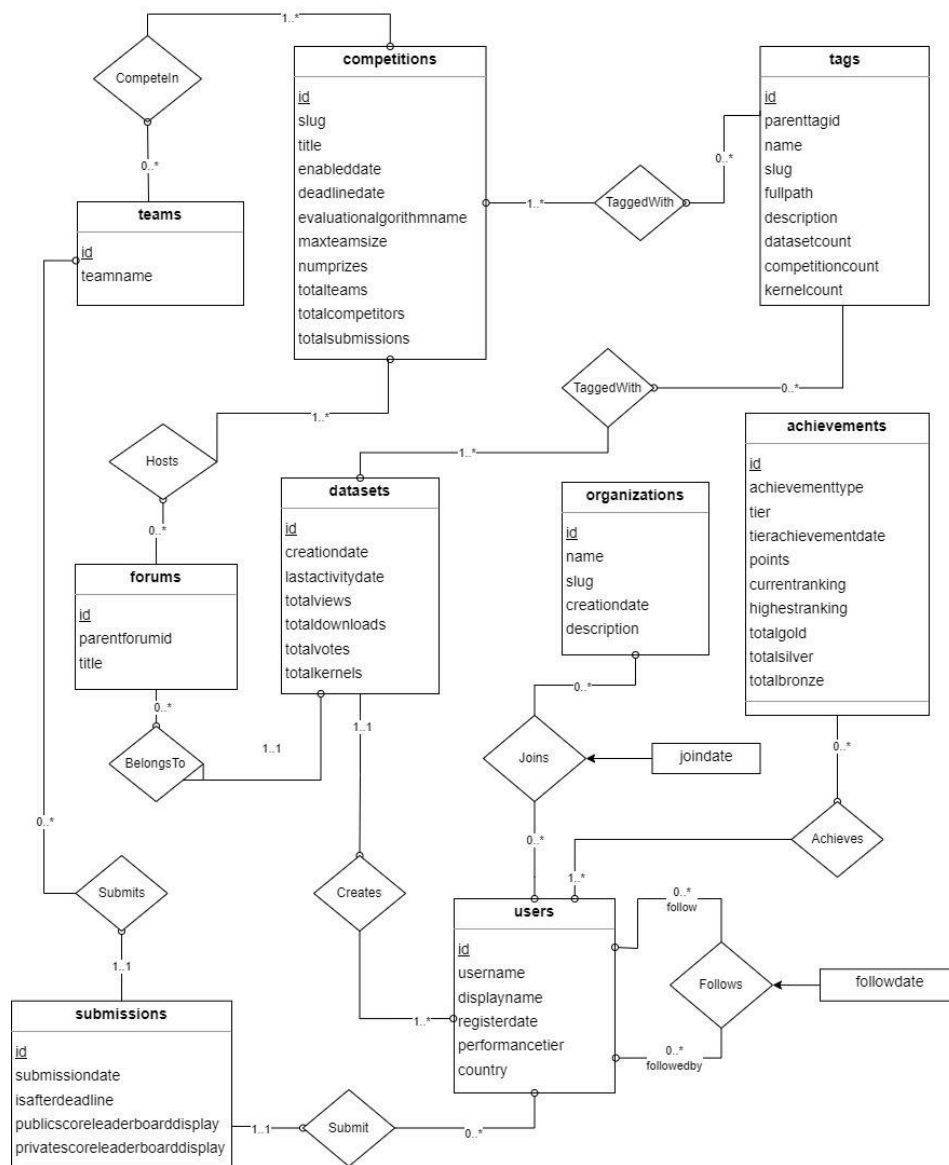 1..*
CompeteIn
0..*
competitions
id
slug
title
enableddate
deadlinedate
evaluationalgorithmname
maxteamsize
numprizes
totalteams
totalcompetitors
totalsubmissions
tags
id
parenttagid
name
slug
fullpath
description
datasetcount
competitioncount
kernelcount
1..*
TaggedWith
0..*
teams
id
teamname
TaggedWith
0..*
1..*
1..*
Hosts
0..*
datasets
id
creationdate
lastactivitydate
totalviews
totaldownloads
totalvotes
totalkernels
organizations
id
name
slug
creationdate
description
achievements
id
achievementtype
tier
tierachievementdate
points
currentranking
highestranking
totalgold
totalsilver
totalbronze
forums
id
parentforumid
title
0..*
BelongsTo
1..1
1..1
0..*
Joins
joindate
0..*
0..*
Achieves
1..*
0..*
Submits
1..1
Creates
1..*
users
id
username
displayname
registerdate
performancetier
country
0..*
follow
Follows
followdate
0..*
followedby
submissions
id
submissiondate
isafterdeadline
publicscoreleaderboarddisplay
privatescoreleaderboarddisplay
1..1
Submit
0..*